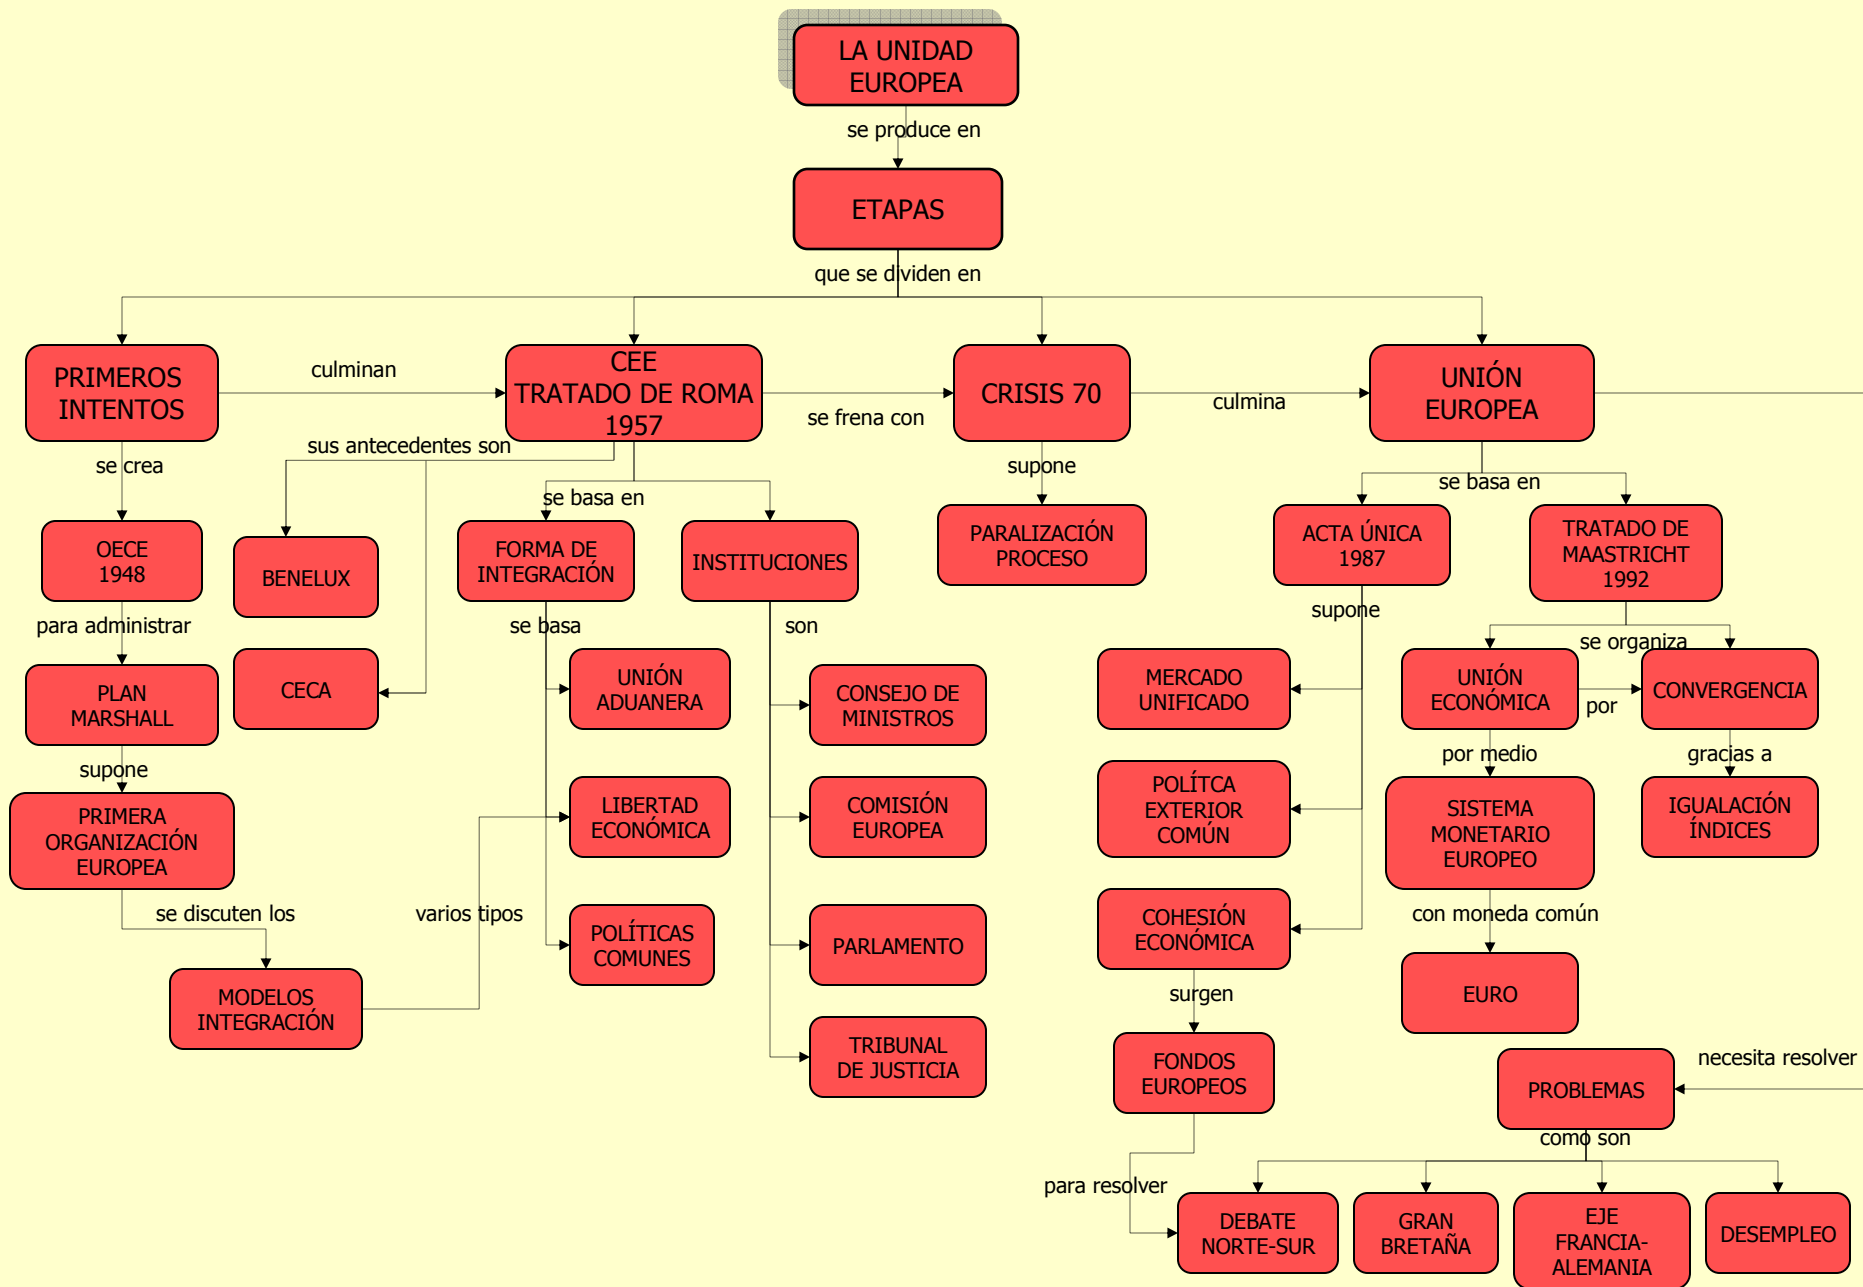 LA UNIDAD
EUROPEA
se produce en
ETAPAS
que se dividen en
PRIMEROS
INTENTOS
culminan
CEE
TRATADO DE ROMA
1957
se frena con
CRISIS 70
culmina
UNIÓN
EUROPEA
se crea
sus antecedentes son
se basa en
supone
se basa en
OECE
1948
BENELUX
FORMA DE
INTEGRACIÓN
INSTITUCIONES
PARALIZACIÓN
PROCESO
ACTA ÚNICA
1987
TRATADO DE
MAASTRICHT
1992
para administrar
se basa
son
supone
se organiza
PLAN
MARSHALL
CECA
UNIÓN
ADUANERA
CONSEJO DE
MINISTROS
MERCADO
UNIFICADO
UNIÓN
ECONÓMICA
por
CONVERGENCIA
supone
por medio
gracias a
PRIMERA
ORGANIZACIÓN
EUROPEA
LIBERTAD
ECONÓMICA
COMISIÓN
EUROPEA
POLÍTCA
EXTERIOR
COMÚN
SISTEMA
MONETARIO
EUROPEO
IGUALACIÓN
ÍNDICES
se discuten los
varios tipos
con moneda común
POLÍTICAS
COMUNES
PARLAMENTO
COHESIÓN
ECONÓMICA
MODELOS
INTEGRACIÓN
surgen
EURO
TRIBUNAL
DE JUSTICIA
FONDOS
EUROPEOS
PROBLEMAS
necesita resolver
como son
para resolver
DEBATE
NORTE-SUR
GRAN
BRETAÑA
EJE
FRANCIA-
ALEMANIA
DESEMPLEO